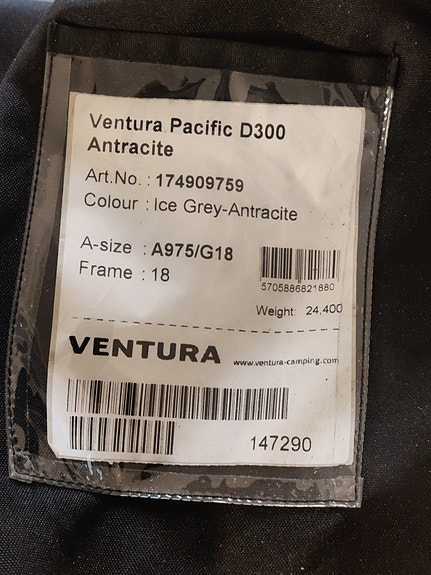 Ventura Pacific D300
Antracite
Art.No. : 174909759
Colour : Ice Grey-Antracite
A-size : A975/G18
Frame : 18
5705886821880
Weight: 24,400
VENTURA www.ventura-camping.com
147290